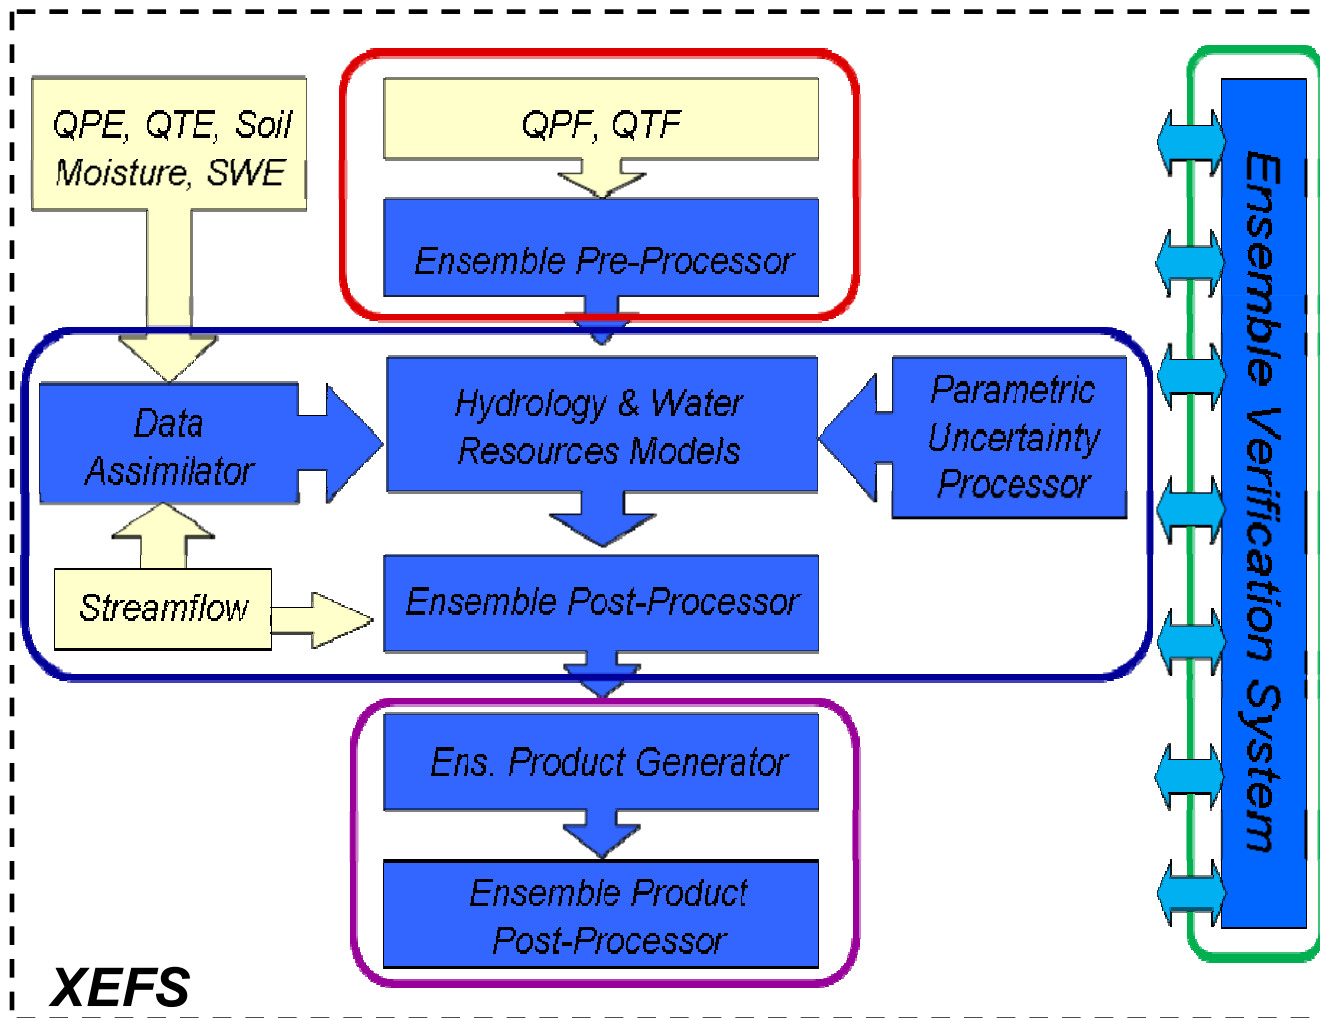 QPE, QTE, Soil
Moisture, SWE
QPF, QTF
Ensemble Pre-Processor
Data
Assimilator
Hydrology & Water
Resources Models
Parametric
Uncertainty
Processor
Streamflow
Ensemble Post-Processor
Ens. Product Generator
Ensemble Product
Post-Processor
Ensemble Verification System
XEFS